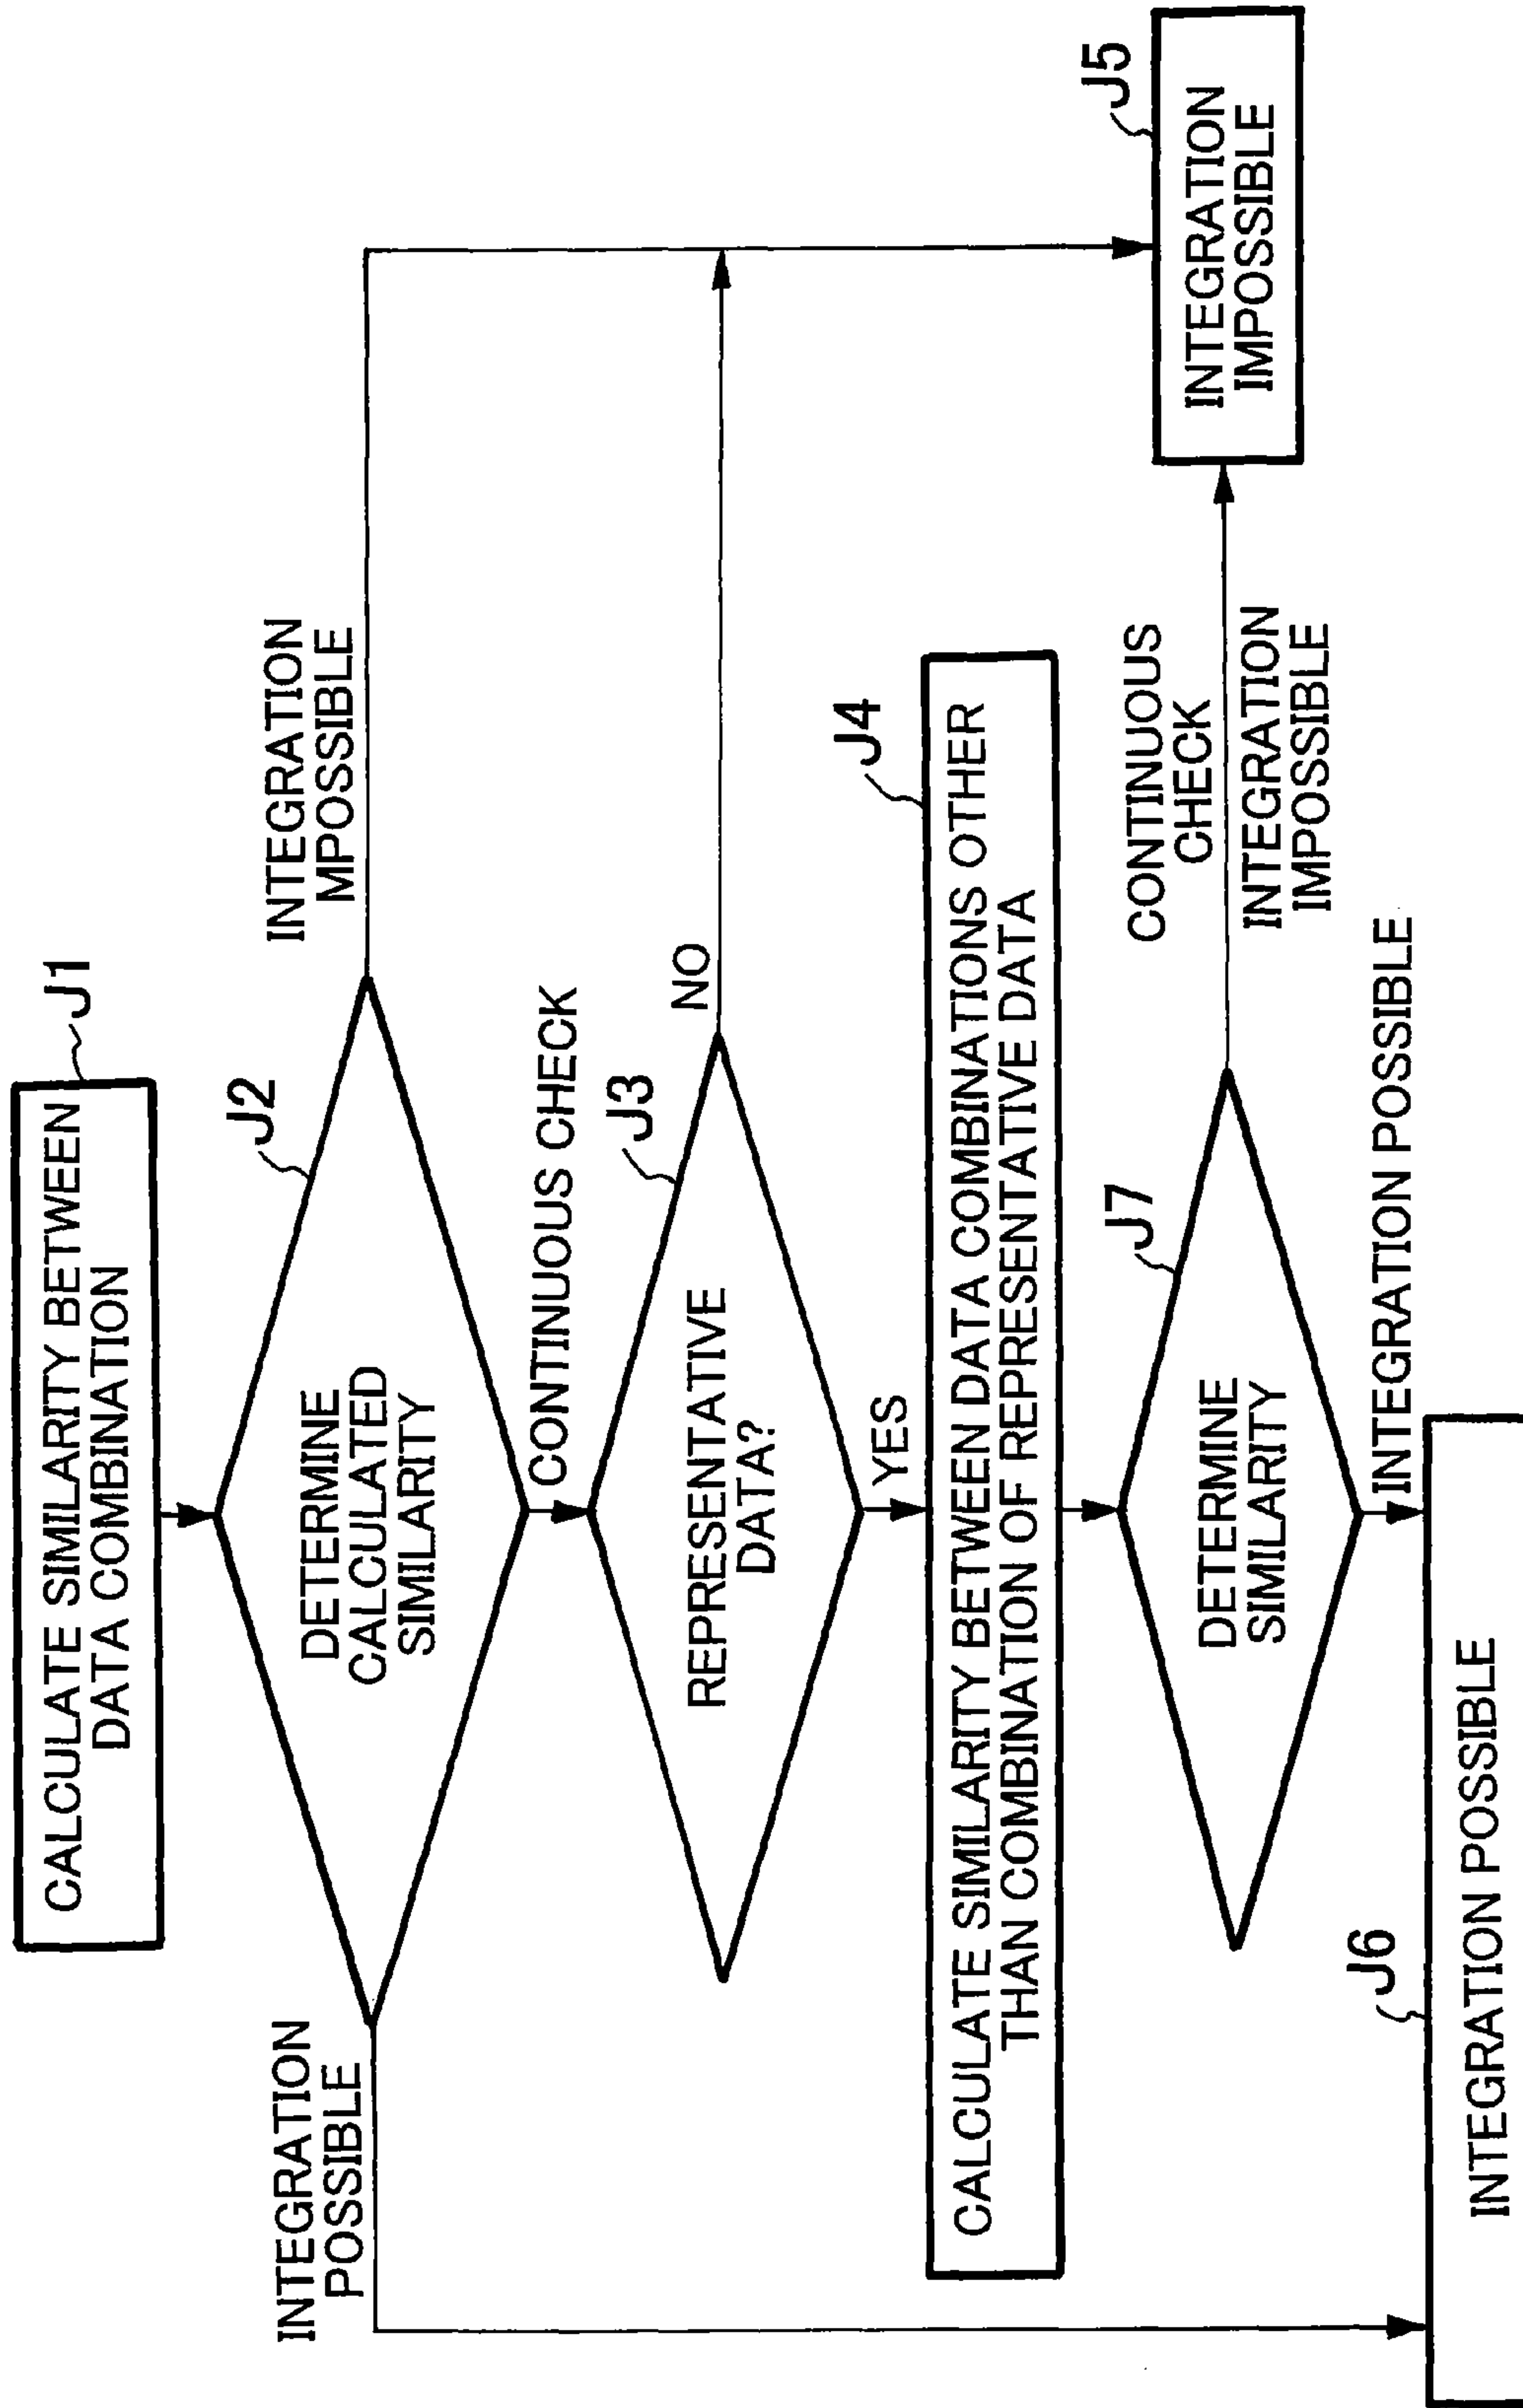 CALCULATE SIMILARITY BETWEEN
DATA COMBINATION
J1
INTEGRATION
POSSIBLE
J2
DETERMINE
CALCULATED
SIMILARITY
INTEGRATION
MPOSSIBLE
CONTINUOUS CHECK
J3
REPRESENTATIVE
DATA?
NO
YES
J4
CALCULATE SIMILARITY BETWEEN DATA COMBINATIONS OTHER
THAN COMBINATION OF REPRESENTATIVE DATA
J7
DETERMINE
SIMILARITY
CONTINUOUS
CHECK
INTEGRATION
IMPOSSIBLE
J5
INTEGRATION
IMPOSSIBLE
INTEGRATION POSSIBLE
J6
INTEGRATION POSSIBLE